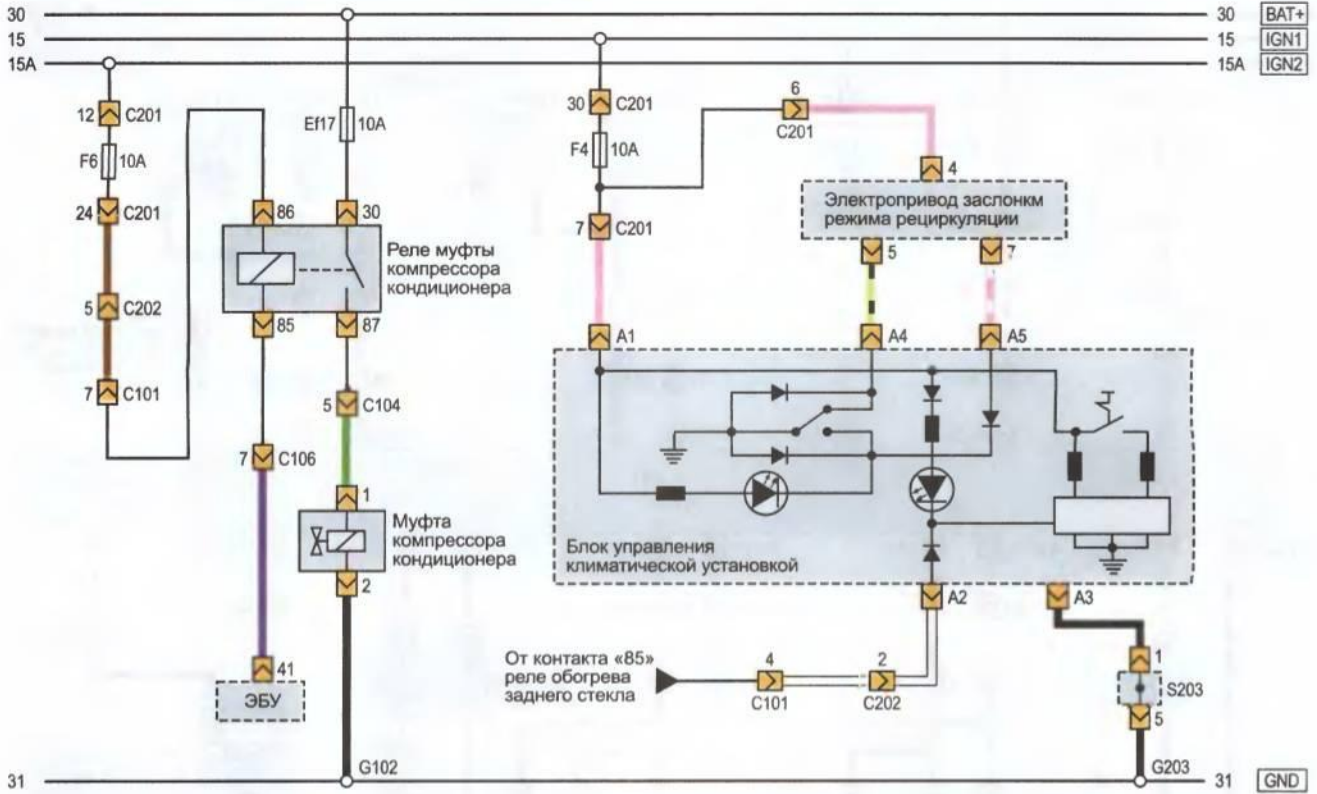 30
30 BAT+
15
15 IGN1
15A
15A IGN2
12 C201
F6 10A
24 C201
5 C202
7 C101
Ef17 10A
86
30
Реле муфты
компрессора
кондиционера
85
87
5 C104
7 C106
1
Муфта
компрессора
кондиционера
2
41
ЭБУ
30 C201
F4 10A
7 C201
6
C201
4
Электропривод заслонкм
режима рециркуляции
5
7
A1
A4
A5
Блок управления
климатической установкой
A2
A3
От контакта «85»
реле обогрева
заднего стекла
4
C101
2
C202
1
S203
5
G102
G203
31
31 GND